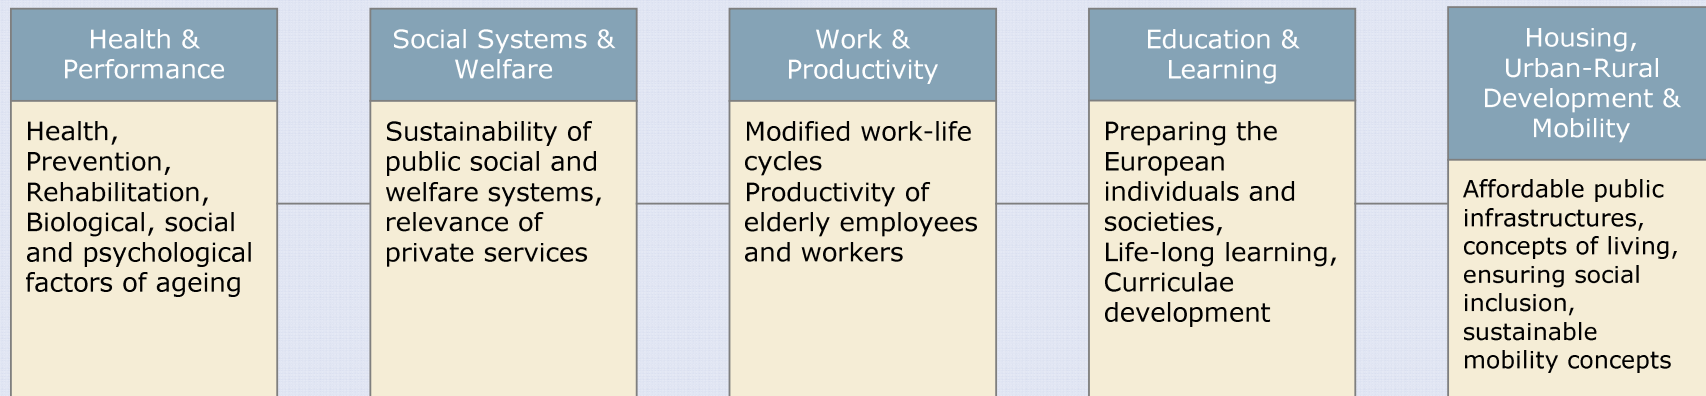 Health &
Performance
Health,
Prevention,
Rehabilitation,
Biological, social
and psychological
factors of ageing
Social Systems &
Welfare
Sustainability of
public social and
welfare systems,
relevance of
private services
Work &
Productivity
Modified work-life
cycles
Productivity of
elderly employees
and workers
Education &
Learning
Preparing the
European
individuals and
societies,
Life-long learning,
Curriculae
development
Housing,
Urban-Rural
Development &
Mobility
Affordable public
infrastructures,
concepts of living,
ensuring social
inclusion,
sustainable
mobility concepts